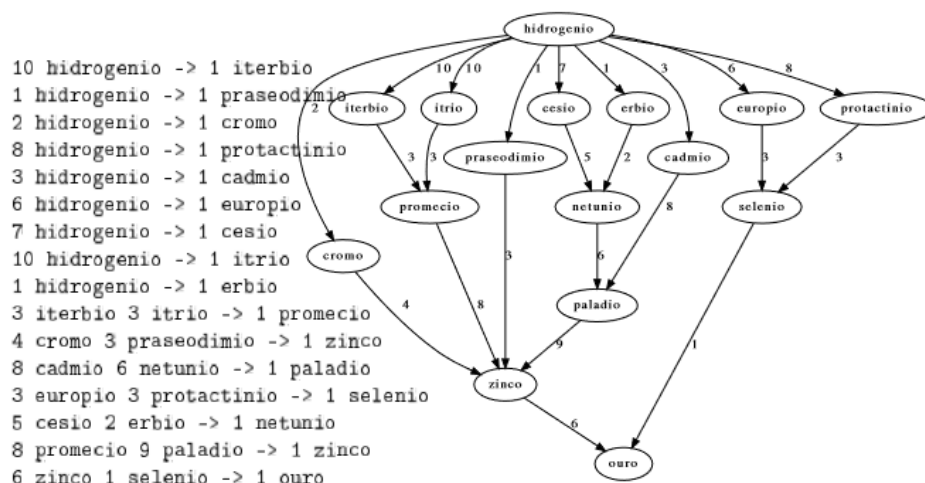 10 hidrogenio -> 1 iterbio
1 hidrogenio -> 1 praseodimio
2 hidrogenio -> 1 cromo
8 hidrogenio -> 1 protactinio
3 hidrogenio -> 1 cadmio
6 hidrogenio -> 1 europio
7 hidrogenio -> 1 cesio
10 hidrogenio -> 1 itrio
1 hidrogenio -> 1 erbio
3 iterbio 3 itrio -> 1 promecio
4 cromo 3 praseodimio -> 1 zinco
8 cadmio 6 netunio -> 1 paladio
3 europio 3 protactinio -> 1 selenio
5 cesio 2 erbio -> 1 netunio
8 promecio 9 paladio -> 1 zinco
6 zinco 1 selenio -> 1 ouro
hidrogenio
2 10 10 1 7 1 3 6 8
iterbio itrio cesio erbio europio protactinio
praseodimio cadmio
3 3 5 2 3 3
promecio netunio selenio
8
cromo 3 6
paladio
4 8 9 1
zinco
6
ouro